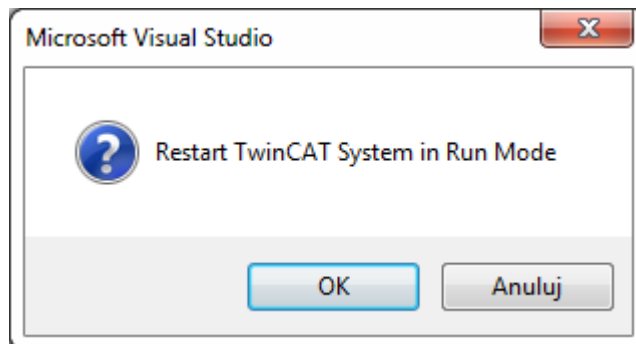 Microsoft Visual Studio
Restart TwinCAT System in Run Mode
OK
Anuluj